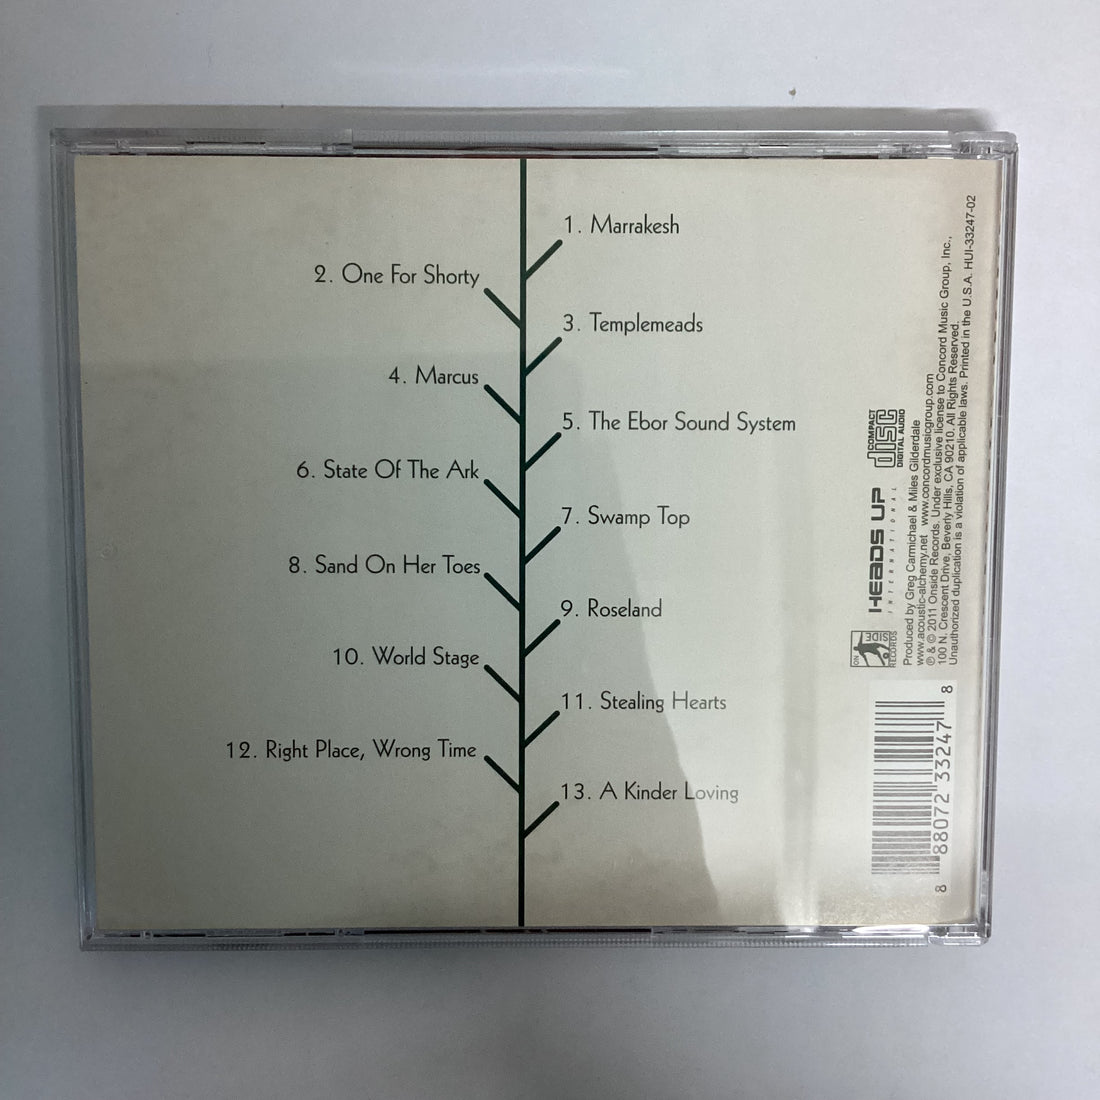 1. Marrakesh
2. One For Shorty
3. Templemeads
4. Marcus
5. The Ebor Sound System
6. State Of The Ark
7. Swamp Top
8. Sand On Her Toes
9. Roseland
10. World Stage
11. Stealing Hearts
12. Right Place, Wrong Time
13. A Kinder Loving
ON
SIDE
RECORDS
HEADS UP
INTERNATIONAL
COMPACT
disc
DIGITAL AUDIO
Produced by Greg Carmichael & Miles Gilderdale
www.acoustic-alchemy.net www.concordmusicgroup.com
℗ & © 2011 Onside Records. Under exclusive license to Concord Music Group, Inc.,
100 N. Crescent Drive, Beverly Hills, CA 90210. All Rights Reserved.
Unauthorized duplication is a violation of applicable laws. Printed in the U.S.A. HUI-33247-02
8 88072 33247 8